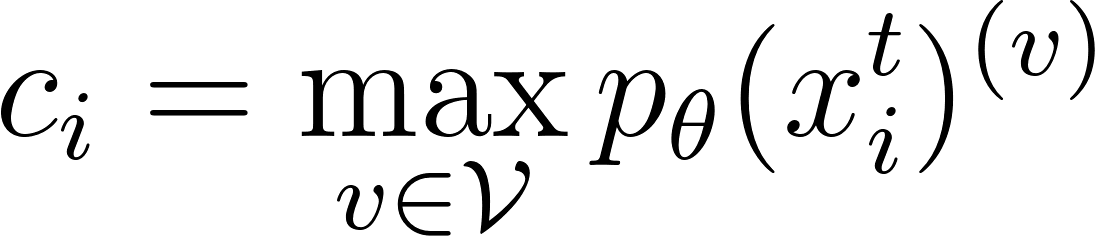 c_i = \max_{v \in \mathcal{V}} p_\theta(x_i^t)^{(v)}